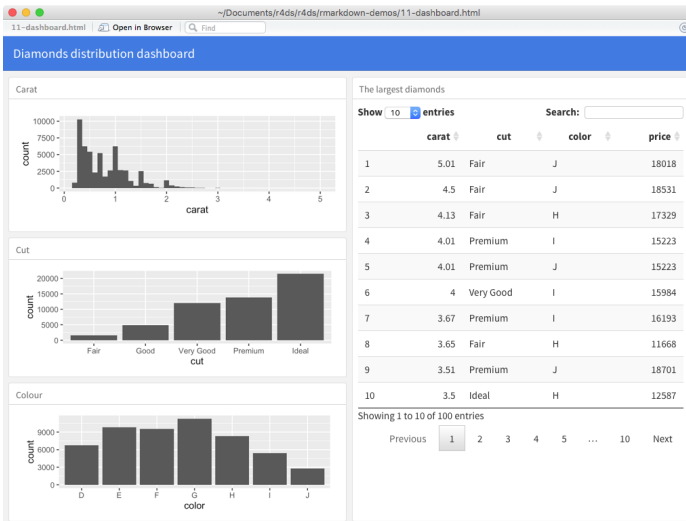 ~/Documents/r4ds/r4ds/rmarkdown-demos/11-dashboard.html
11-dashboard.html Open in Browser Find
Diamonds distribution dashboard
Carat
10000
7500
5000
2500
0
count
0 1 2 3 4 5
carat
Cut
20000
15000
10000
5000
0
count
Fair Good Very Good Premium Ideal
cut
Colour
9000
6000
3000
0
count
D E F G H I J
color
The largest diamonds
Show 10 entries Search:
carat cut color price
1 5.01 Fair J 18018
2 4.5 Fair J 18531
3 4.13 Fair H 17329
4 4.01 Premium I 15223
5 4.01 Premium J 15223
6 4 Very Good I 15984
7 3.67 Premium I 16193
8 3.65 Fair H 11668
9 3.51 Premium J 18701
10 3.5 Ideal H 12587
Showing 1 to 10 of 100 entries
Previous 1 2 3 4 5 … 10 Next